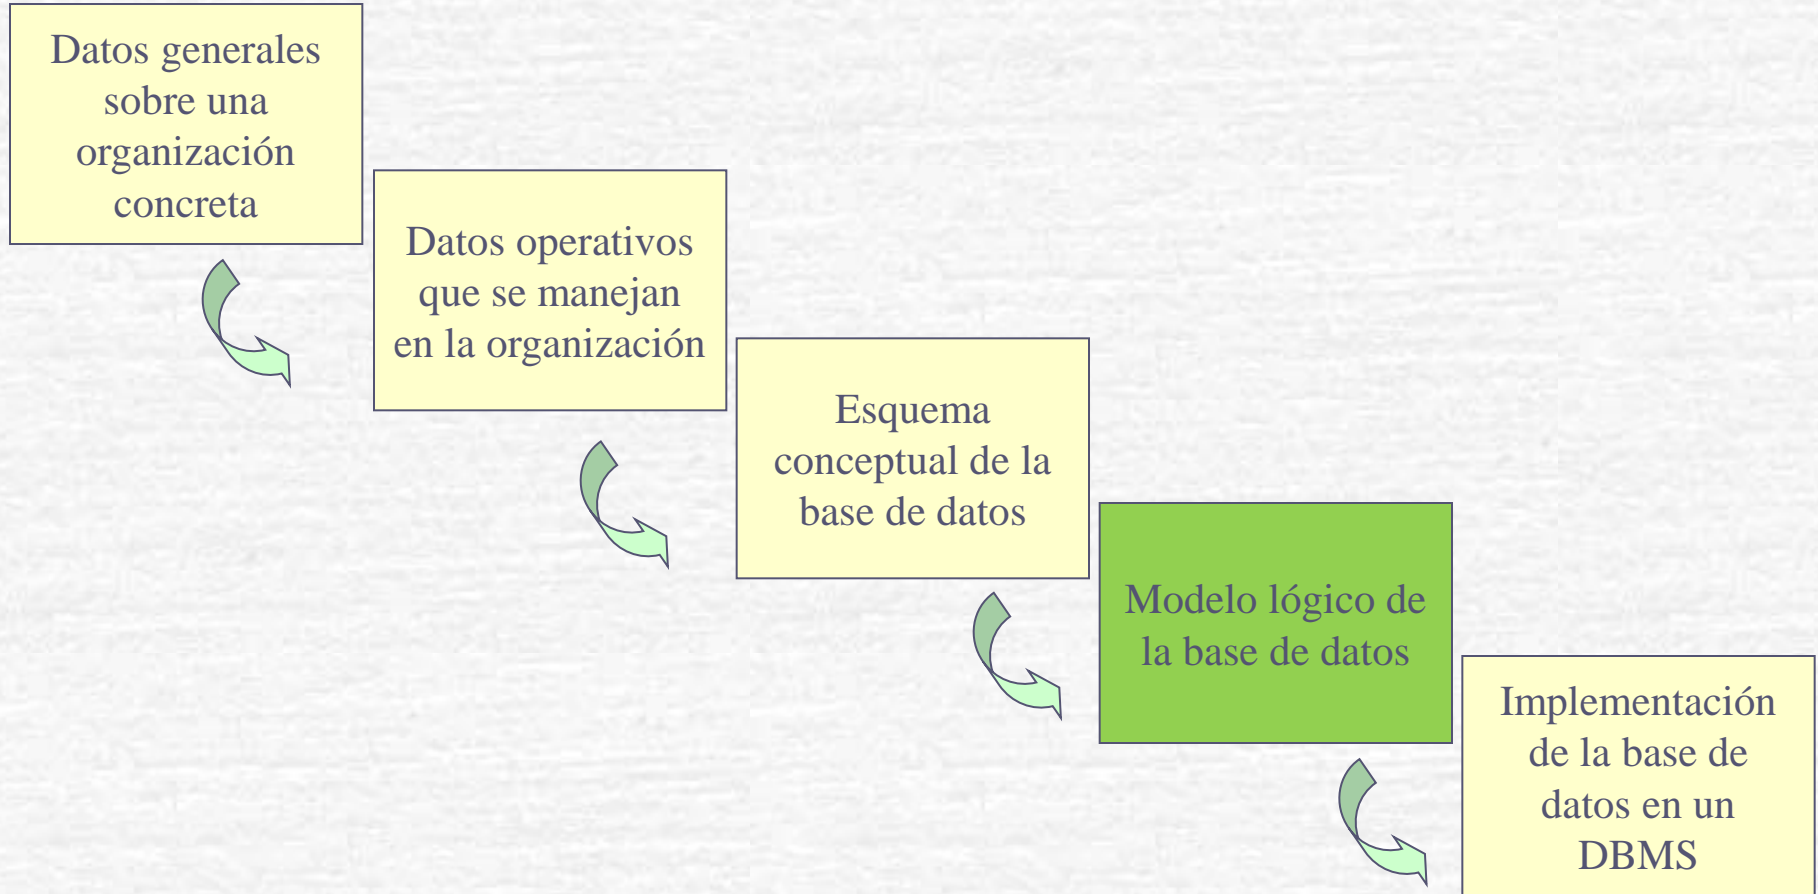 Datos generales
sobre una
organización
concreta
Datos operativos
que se manejan
en la organización
Esquema
conceptual de la
base de datos
Modelo lógico de
la base de datos
Implementación
de la base de
datos en un
DBMS